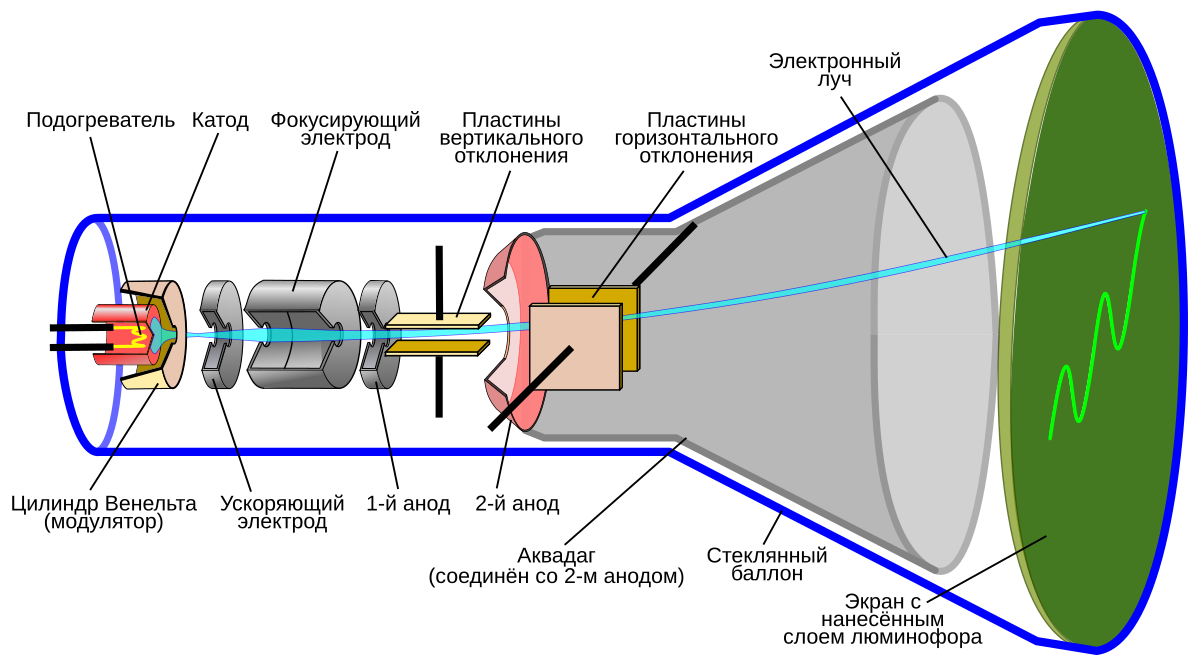 Электронный
луч
Подогреватель
Катод
Фокусирующий
электрод
Пластины
вертикального
отклонения
Пластины
горизонтального
отклонения
Цилиндр Венельта
(модулятор)
Ускоряющий
электрод
1-й анод
2-й анод
Аквадаг
(соединён со 2-м анодом)
Стеклянный
баллон
Экран с
нанесённым
слоем люминофора